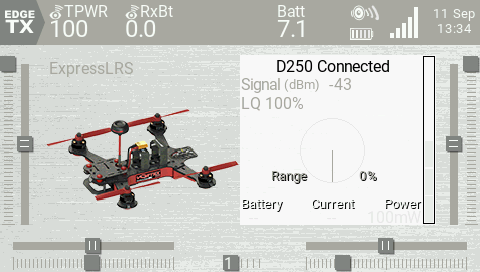 EDGE TX
TPWR 100
RxBt 0.0
Batt 7.1
11 Sep
13:34
ExpressLRS
D250 Connected
Signal (dBm) -43
LQ 100%
Range 0%
Battery Current Power
-- -- 100mW
1